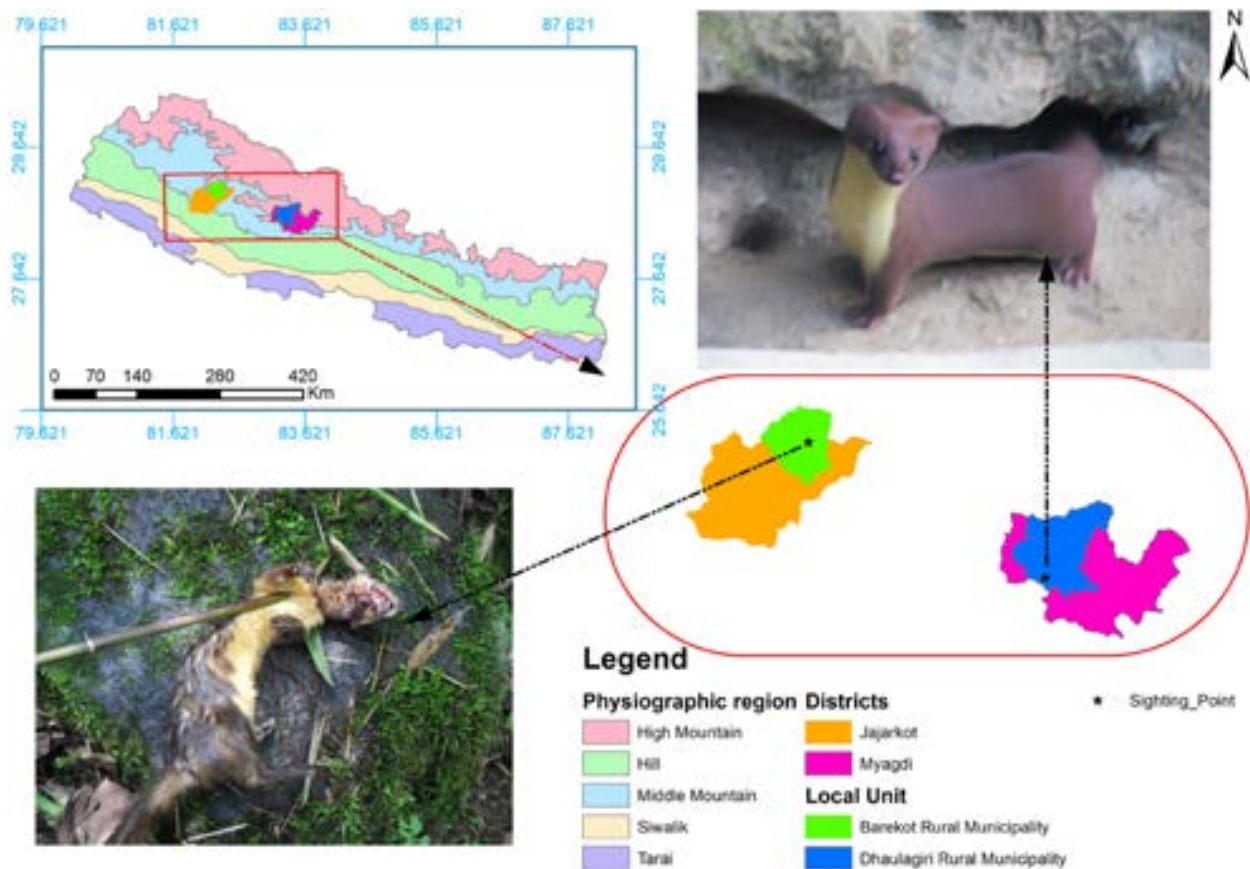 79.621 81.621 83.621 85.621 87.621
N
29.642
29.642
27.642
27.642
25.642
0 70 140 280 420
Km
79.621 81.621 83.621 85.621 87.621
Legend
Physiographic region
High Mountain
Hill
Middle Mountain
Siwalik
Tarai
Districts
Jajarkot
Myagdi
Local Unit
Barekot Rural Municipality
Dhaulagiri Rural Municipality
Sighting_Point